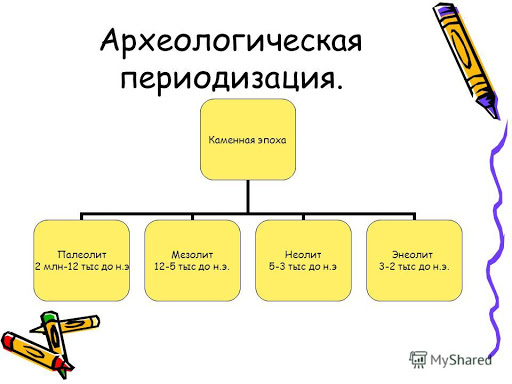 Археологическая
периодизация.
Каменная эпоха
Палеолит
2 млн-12 тыс до н.э
Мезолит
12-5 тыс до н.э.
Неолит
5-3 тыс до н.э
Энеолит
3-2 тыс до н.э.
MyShared